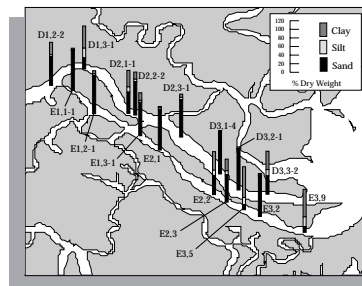 120
100
80
60
40
20
0
% Dry Weight
Clay
Silt
Sand
D1,2-2
D1,3-1
D2,1-1
D2,2-2
D2,3-1
D3,1-4
D3,2-1
D3,3-2
E1,1-1
E1,2-1
E1,3-1
E2,1
E2,2
E2,3
E3,5
E3,2
E3,9